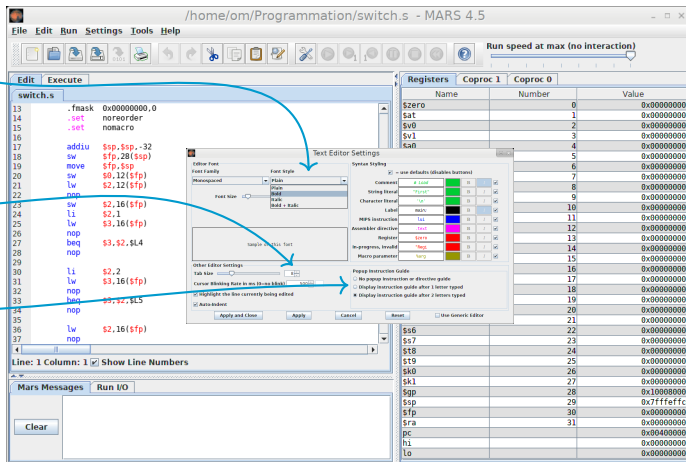 /home/om/Programmation/switch.s - MARS 4.5
File Edit Run Settings Tools Help
Run speed at max (no interaction)
Edit Execute
switch.s
13 .fmask 0x00000000,0
14 .set noreorder
15 .set nomacro
16
17 addiu $sp,$sp,-32
18 sw $fp,28($sp)
19 move $fp,$sp
20 sw $0,12($fp)
21 lw $2,12($fp)
22 nop
23 sw $2,16($fp)
24 li $2,1
25 lw $3,16($fp)
26 nop
27 beq $3,$2,$L4
28 nop
29
30 li $2,2
31 lw $3,16($fp)
32 nop
33 beq $3,$2,$L5
34 nop
35
36 lw $2,16($fp)
37 nop
Line: 1 Column: 1 Show Line Numbers
Mars Messages Run I/O
Clear
Text Editor Settings
Editor Font
Font Family Font Style
Monospaced Plain
Plain
Bold
Italic
Bold + Italic
Font Size
Sample of this font
Other Editor Settings
Tab Size 8
Cursor Blinking Rate in ms (0=no blink) 500
Highlight the line currently being edited
Auto-Indent
Syntax Styling
= use defaults (disables buttons)
Comment # Load
String literal "First"
Character literal '\n'
Label main:
MIPS instruction lui
Assembler directive .text
Register $zero
In-progress, invalid "Regi
Macro parameter %arg
Popup Instruction Guide
No popup instruction or directive guide
Display instruction guide after 1 letter typed
Display instruction guide after 2 letters typed
Apply and Close Apply Cancel Reset Use Generic Editor
Registers Coproc 1 Coproc 0
Name Number Value
$zero 0 0x00000000
$at 1 0x00000000
$v0 2 0x00000000
$v1 3 0x00000000
$a0 4 0x00000000
5 0x00000000
6 0x00000000
7 0x00000000
8 0x00000000
9 0x00000000
10 0x00000000
11 0x00000000
12 0x00000000
13 0x00000000
14 0x00000000
15 0x00000000
16 0x00000000
17 0x00000000
18 0x00000000
19 0x00000000
20 0x00000000
21 0x00000000
$s6 22 0x00000000
$s7 23 0x00000000
$t8 24 0x00000000
$t9 25 0x00000000
$k0 26 0x00000000
$k1 27 0x00000000
$gp 28 0x10008000
$sp 29 0x7fffeffc
$fp 30 0x00000000
$ra 31 0x00000000
pc 0x00400000
hi 0x00000000
lo 0x00000000